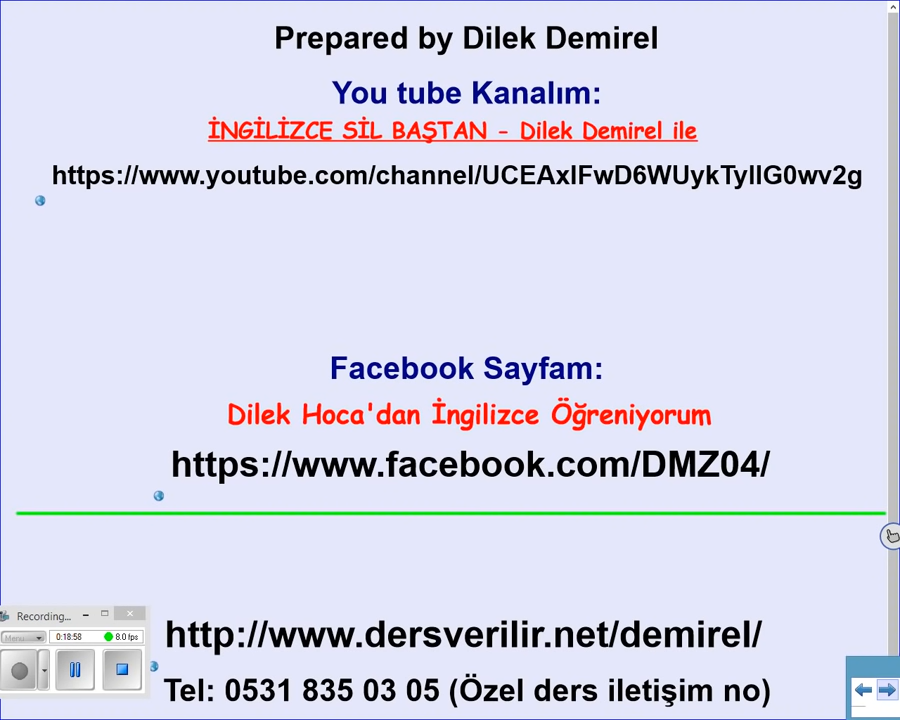 Prepared by Dilek Demirel
You tube Kanalım:
İNGİLİZCE SİL BAŞTAN - Dilek Demirel ile
https://www.youtube.com/channel/UCEAxIFwD6WUykTyIlG0wv2g
Facebook Sayfam:
Dilek Hoca'dan İngilizce Öğreniyorum
https://www.facebook.com/DMZ04/
Recording...
Menu
0:18:58
8.0 fps
http://www.dersverilir.net/demirel/
Tel: 0531 835 03 05 (Özel ders iletişim no)